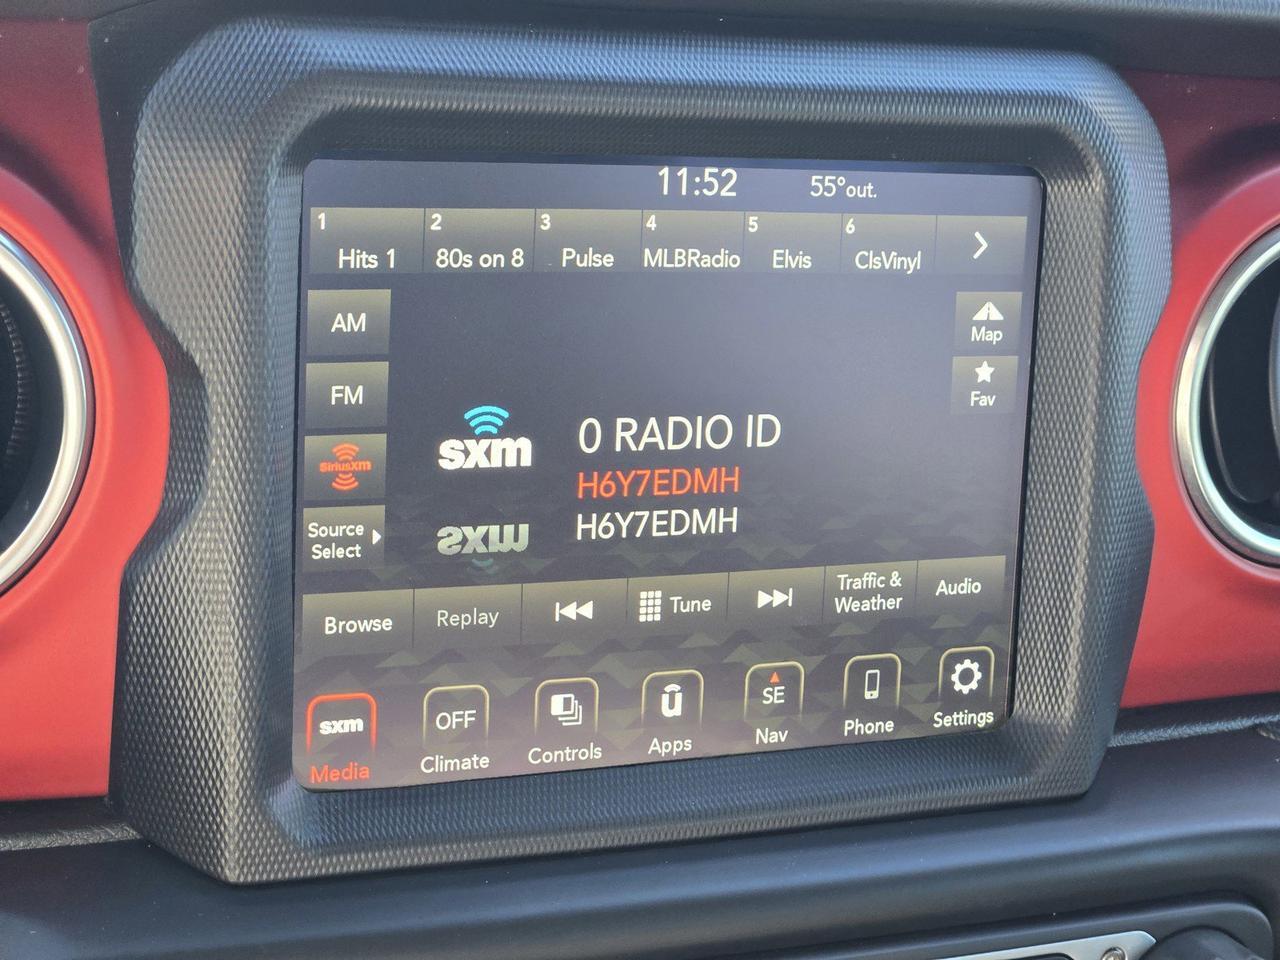 11:52 55°out.
1 2 3 4 5 6
Hits 1 80s on 8 Pulse MLBRadio Elvis ClsVinyl
AM
Map
FM
Fav
SiriusXM
sxm
0 RADIO ID
H6Y7EDMH
H6Y7EDMH
Source
Select
Browse Replay Tune Traffic &
Weather Audio
sxm OFF SE
Media Climate Controls Apps Nav Phone Settings